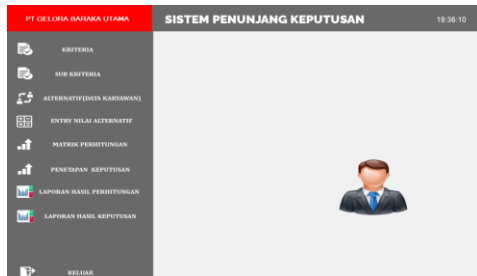 PT GELORA BARAKA UTAMA
SISTEM PENUNJANG KEPUTUSAN
19:36:10
KRITERIA
SUB KRITERIA
ALTERNATIF(DATA KARYAWAN)
ENTRY NILAI ALTERNATIF
MATRIK PERHITUNGAN
PENETAPAN KEPUTUSAN
LAPORAN HASIL PERHITUNGAN
LAPORAN HASIL KEPUTUSAN
KELUAR